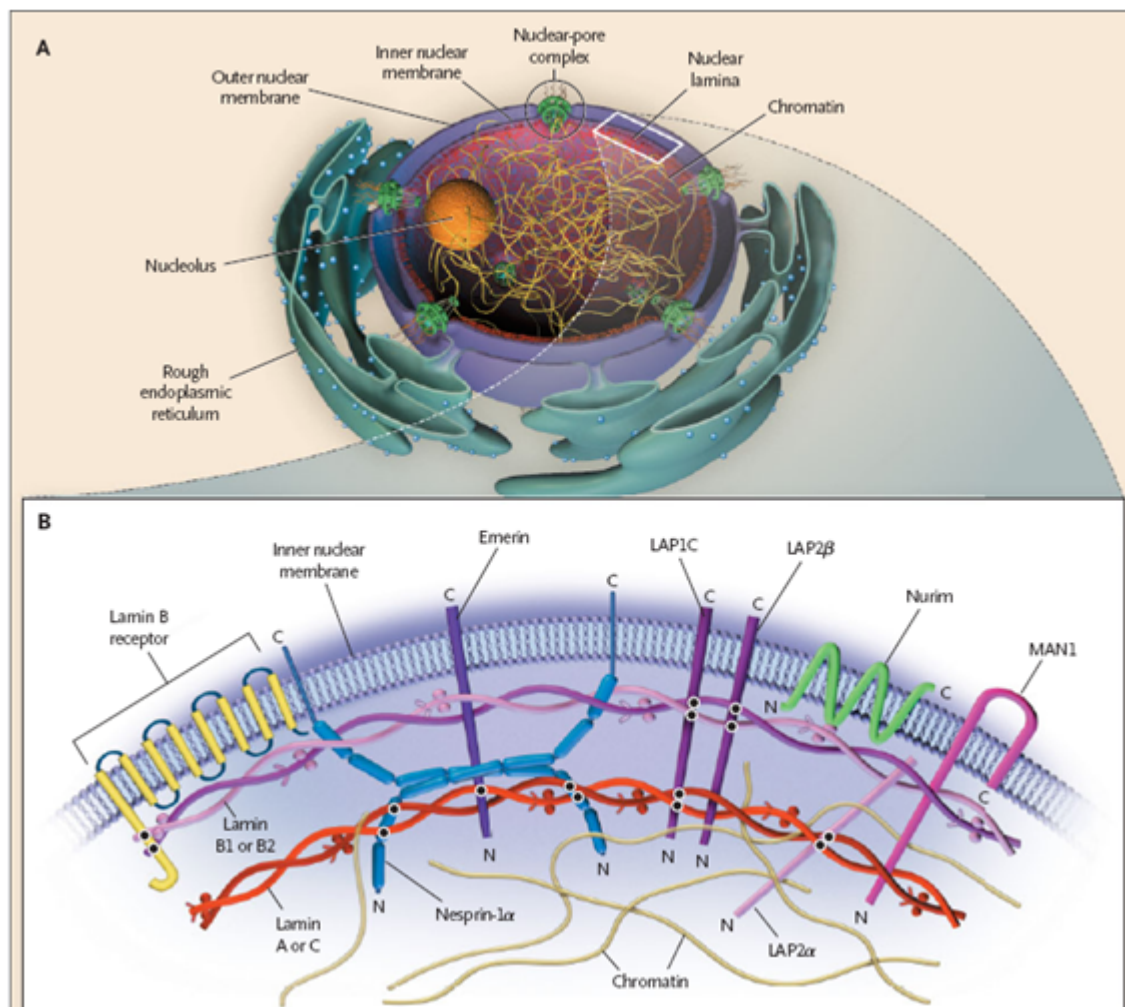 A
Nuclear-pore
complex
Inner nuclear
membrane
Nuclear
lamina
Outer nuclear
membrane
Chromatin
Nucleolus
Rough
endoplasmic
reticulum
B
Emerin
LAP1C
LAP2β
Inner nuclear
membrane
Nurim
Lamin B
receptor
MAN1
C
C
C
C
C
N
C
C
Lamin
B1 or B2
N
N
N
N
N
N
N
Lamin
A or C
Nesprin-1α
LAP2α
Chromatin